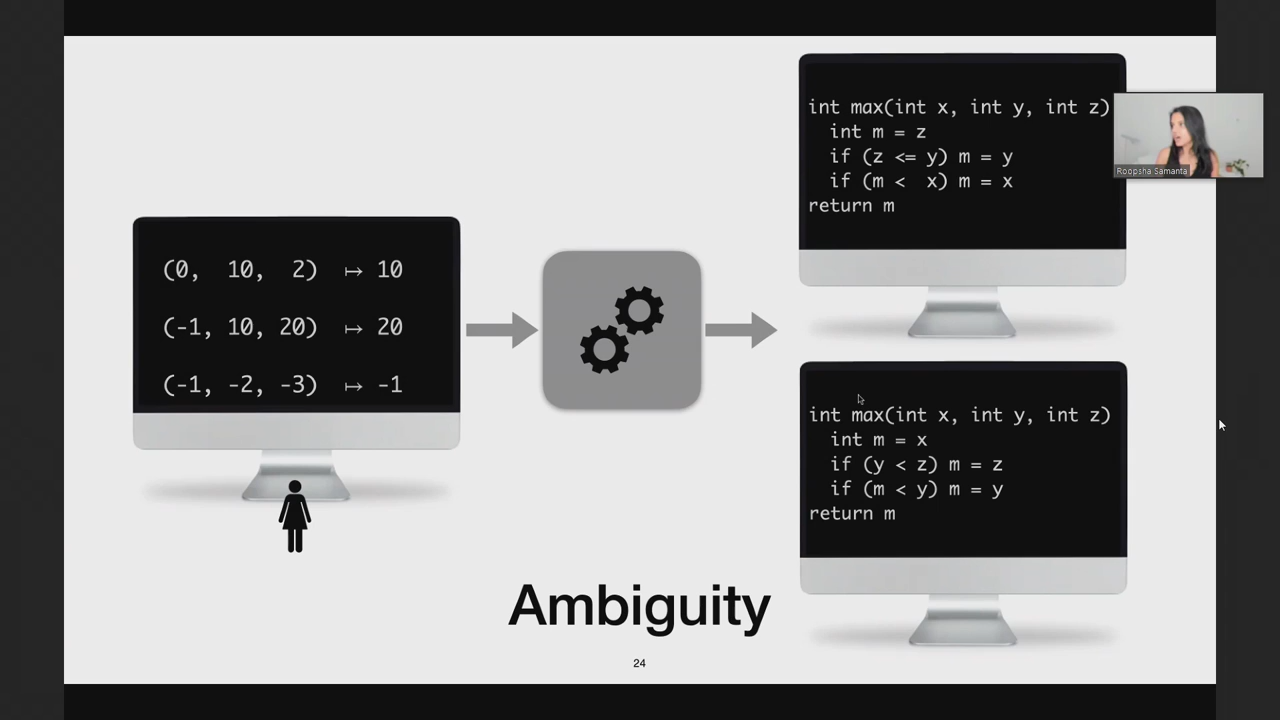 (0, 10, 2) ↦ 10
(-1, 10, 20) ↦ 20
(-1, -2, -3) ↦ -1
int max(int x, int y, int z)
int m = z
if (z <= y) m = y
if (m < x) m = x
return m
Roopsha Samanta
int max(int x, int y, int z)
int m = x
if (y < z) m = z
if (m < y) m = y
return m
Ambiguity
24